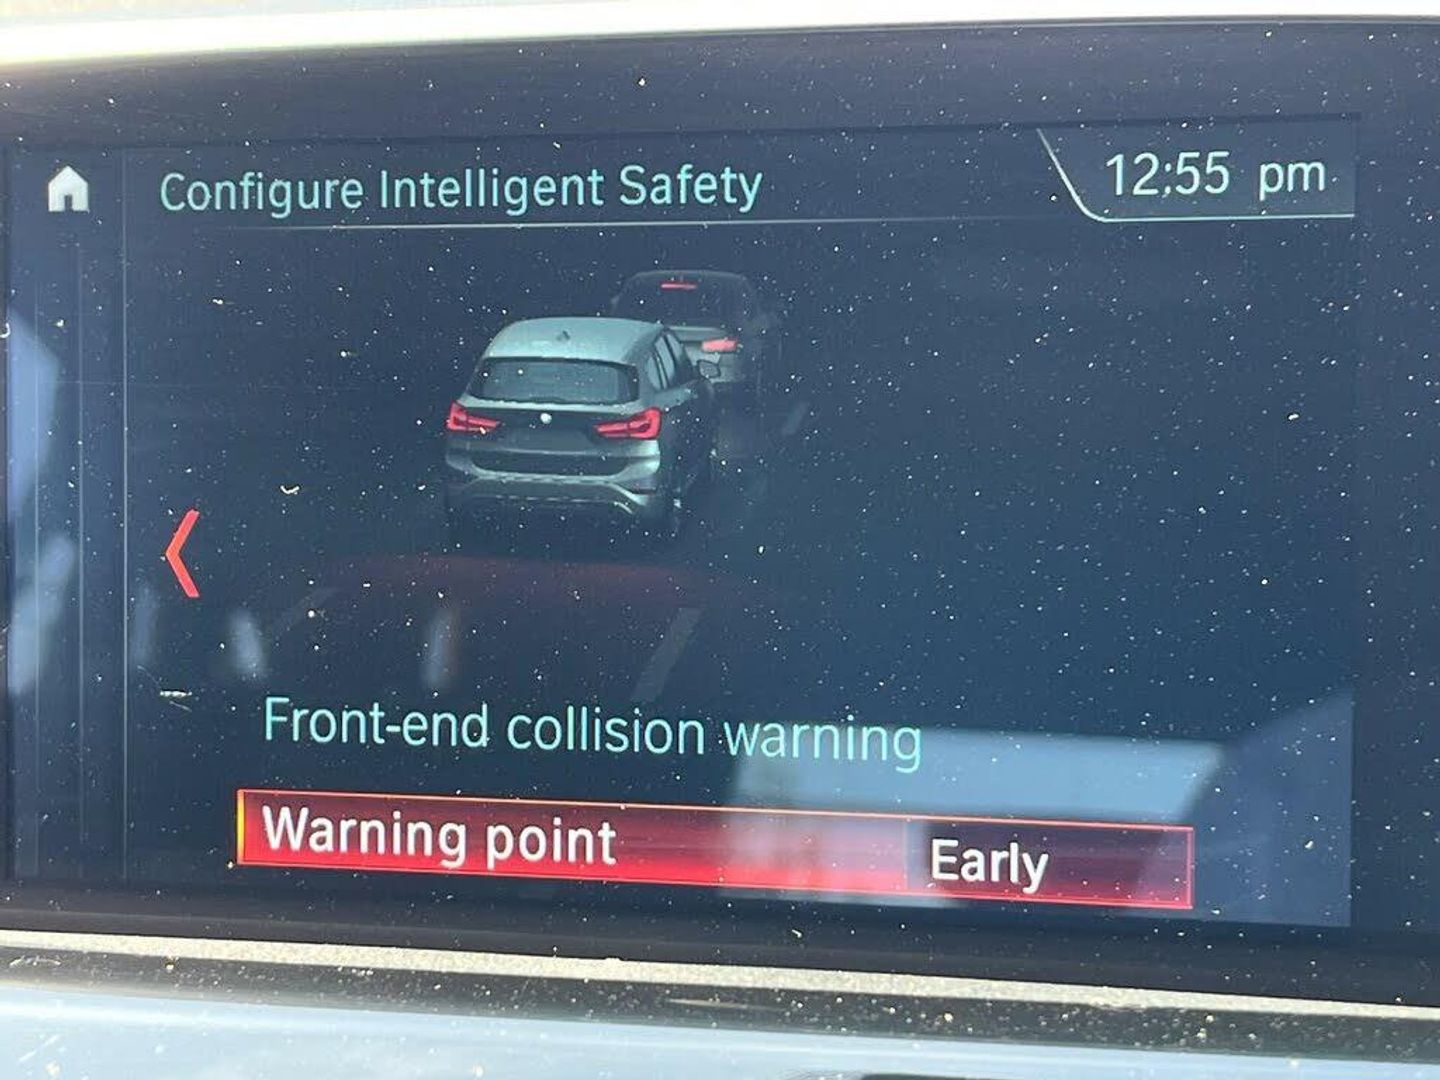 Configure Intelligent Safety
12:55 pm
Front-end collision warning
Warning point
Early